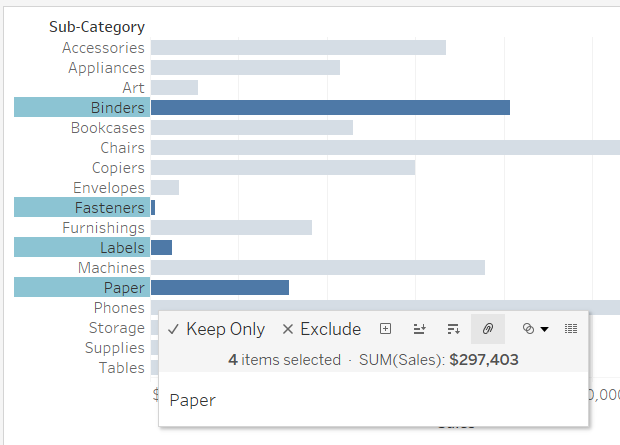 Sub-Category
Accessories
Appliances
Art
Binders
Bookcases
Chairs
Copiers
Envelopes
Fasteners
Furnishings
Labels
Machines
Paper
Phones
Storage
Supplies
Tables
Keep Only Exclude
4 items selected · SUM(Sales): $297,403
Paper